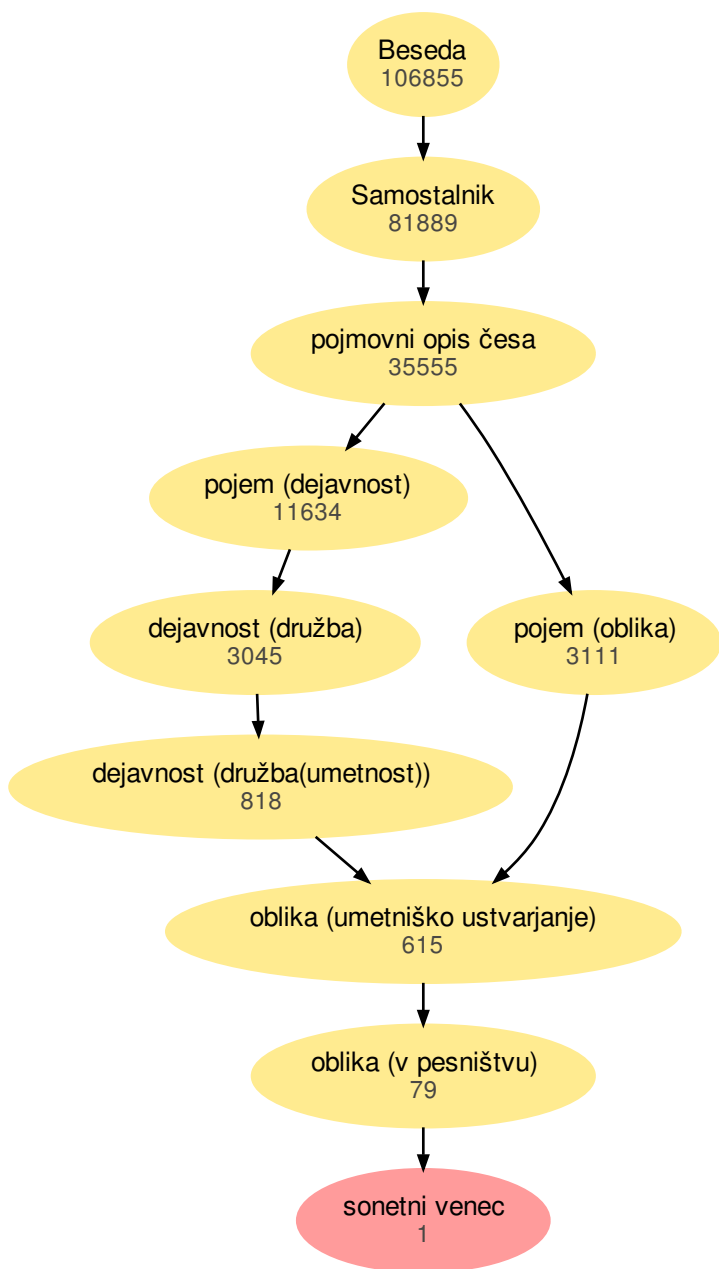 Beseda
106855
Samostalnik
81889
pojmovni opis česa
35555
pojem (dejavnost)
11634
dejavnost (družba)
3045
pojem (oblika)
3111
dejavnost (družba(umetnost))
818
oblika (umetniško ustvarjanje)
615
oblika (v pesništvu)
79
sonetni venec
1